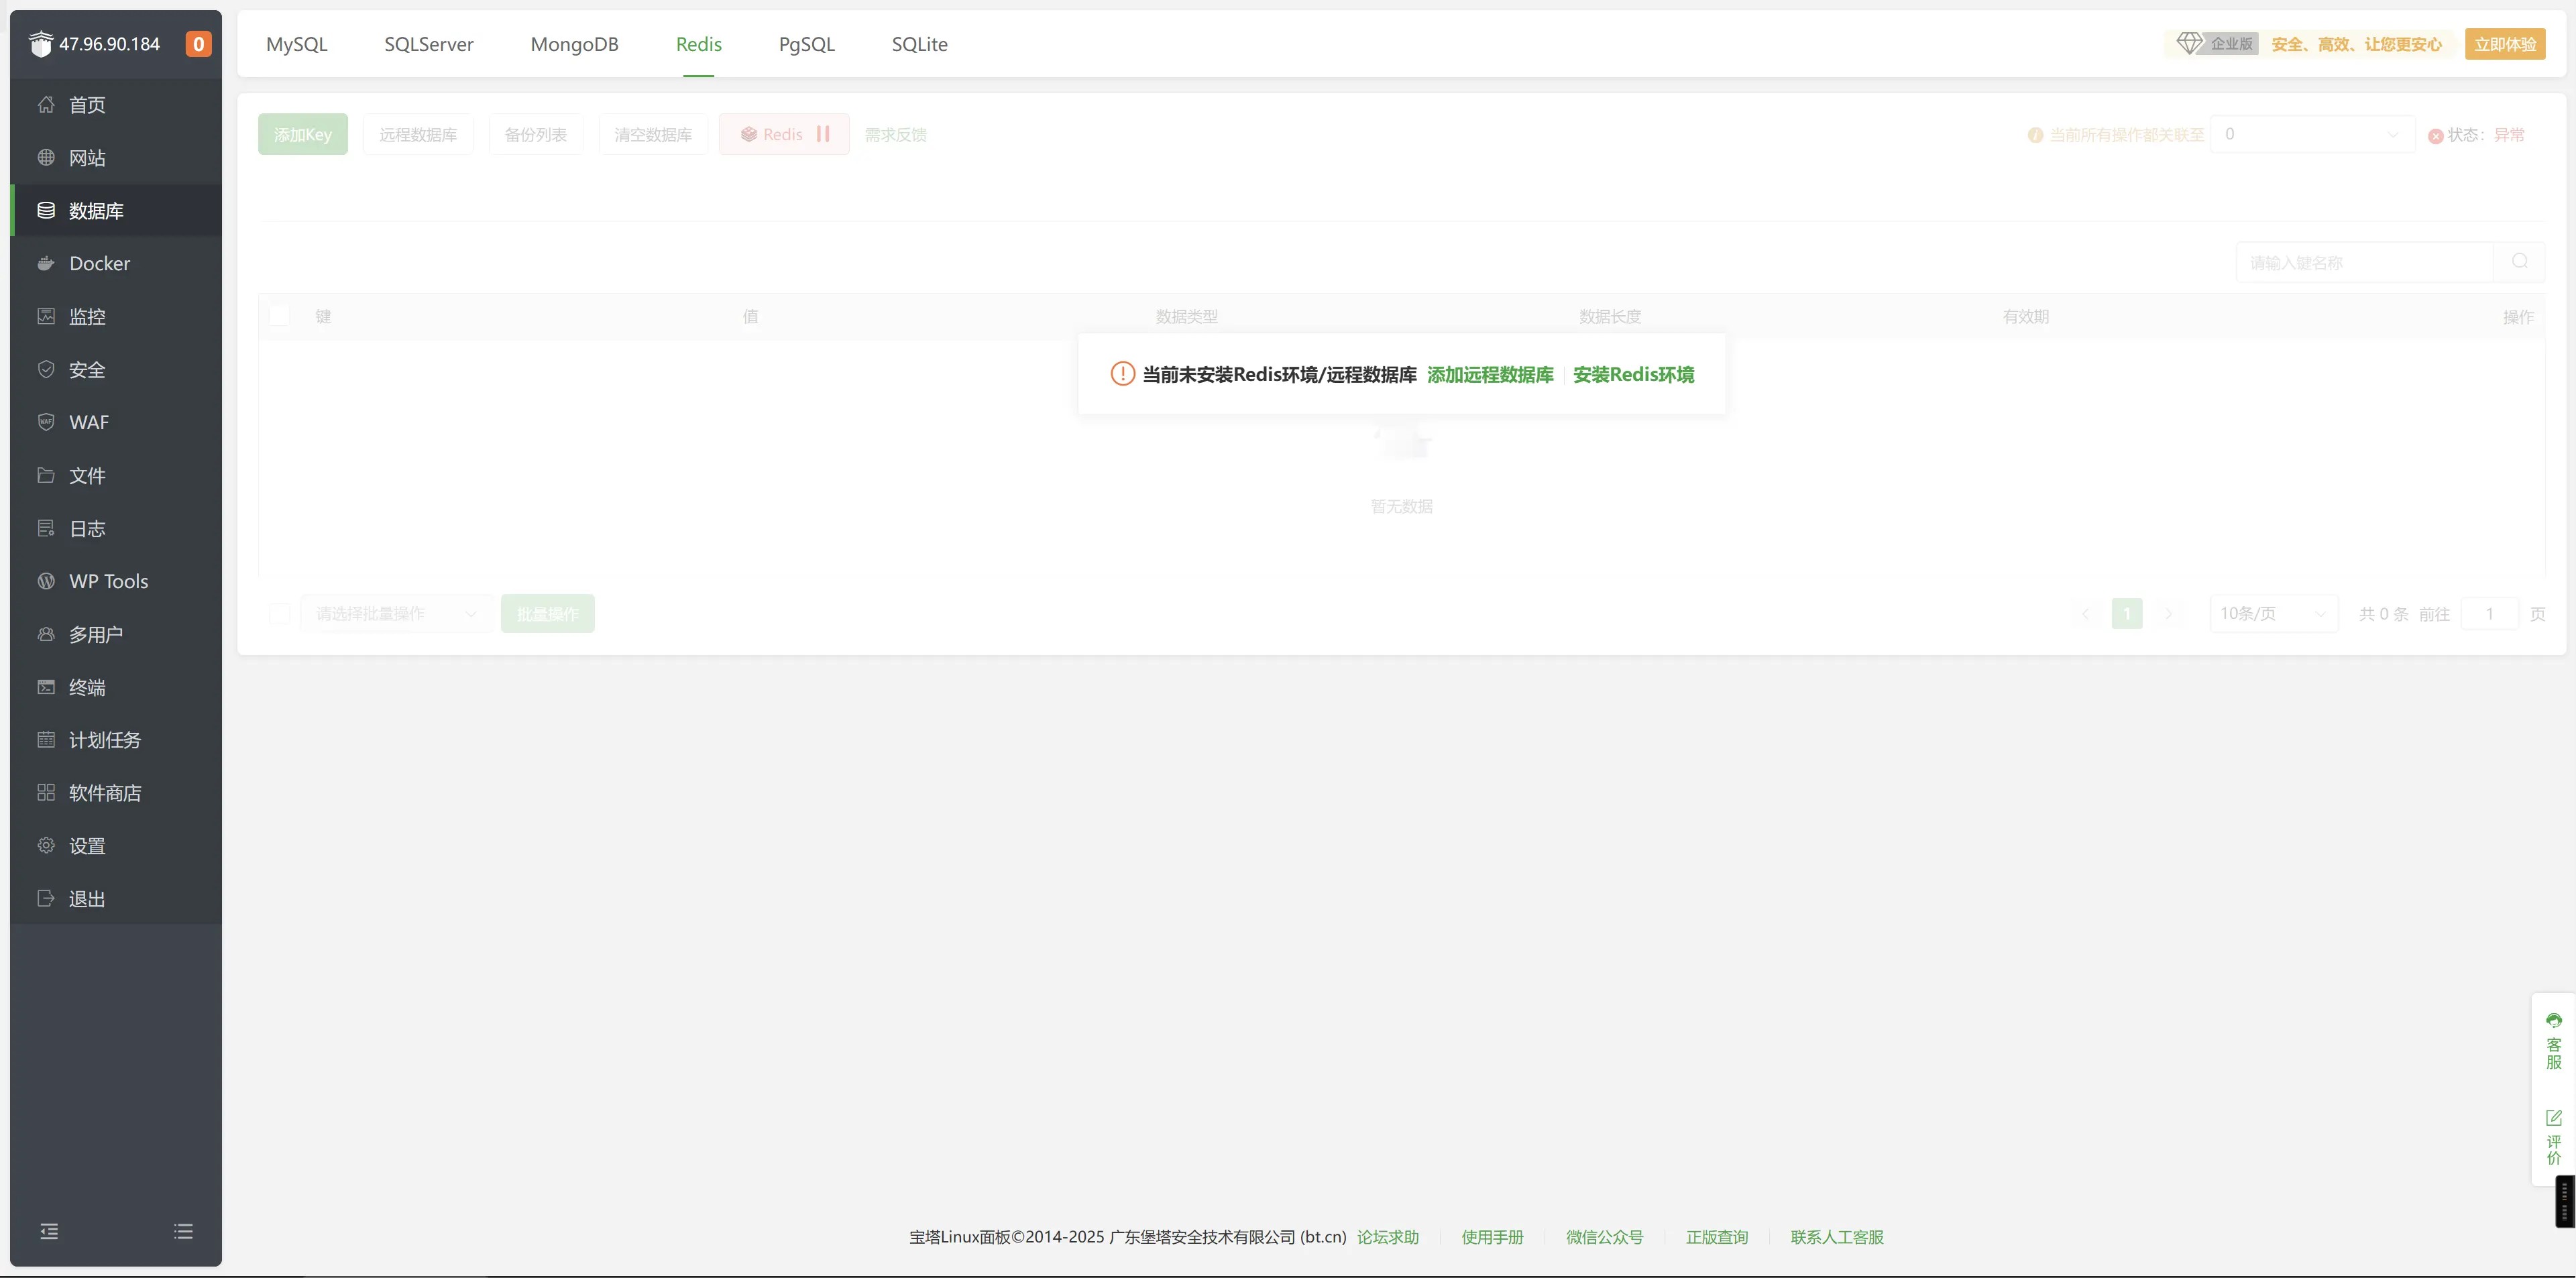 47.96.90.184 0
首页
网站
数据库
Docker
监控
安全
WAF
文件
日志
WP Tools
多用户
终端
计划任务
软件商店
设置
退出
MySQL SQLServer MongoDB Redis PgSQL SQLite
企业版 安全、高效、让您更安心 立即体验
添加Key 远程数据库 备份列表 清空数据库 Redis 需求反馈
当前所有操作都关联至 0 状态: 异常
请输入键名称
键 值 数据类型 数据长度 有效期 操作
当前未安装Redis环境/远程数据库 添加远程数据库 安装Redis环境
暂无数据
请选择批量操作 批量操作
1 10条/页 共 0 条 前往 1 页
客服
评价
宝塔Linux面板©2014-2025 广东堡塔安全技术有限公司 (bt.cn) 论坛求助 使用手册 微信公众号 正版查询 联系人工客服